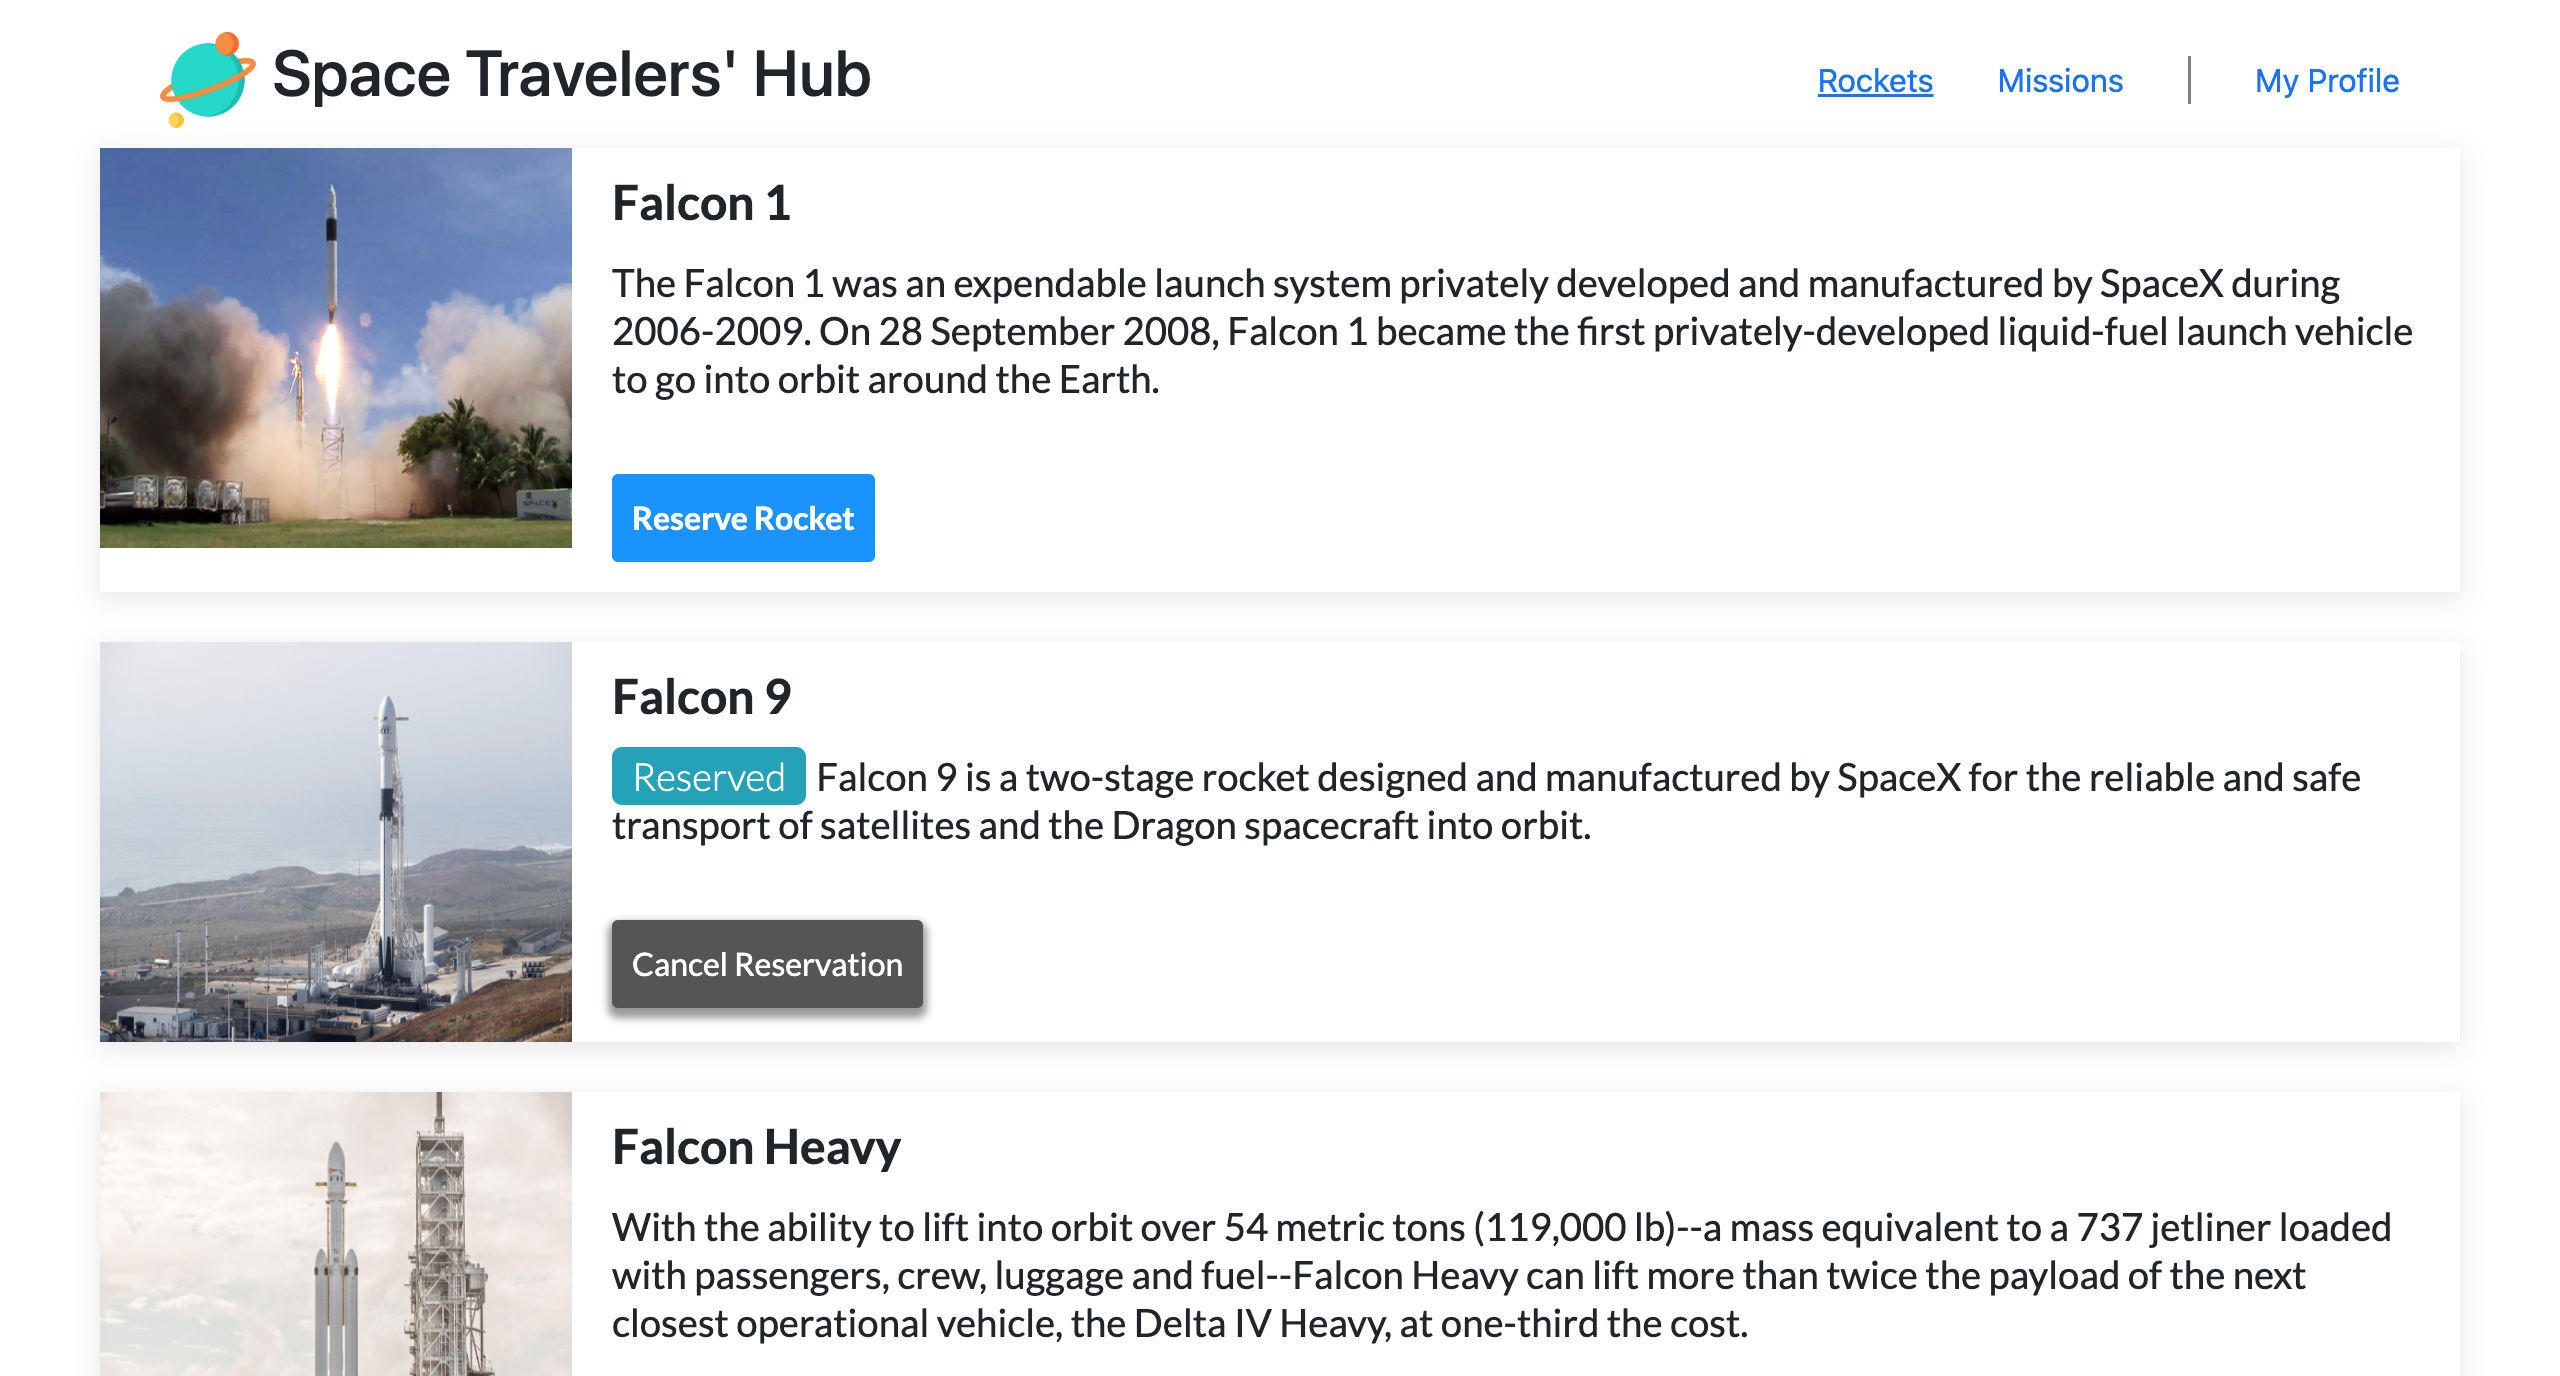 Space Travelers' Hub
Rockets
Missions
My Profile
Falcon 1
The Falcon 1 was an expendable launch system privately developed and manufactured by SpaceX during
2006-2009. On 28 September 2008, Falcon 1 became the first privately-developed liquid-fuel launch vehicle
to go into orbit around the Earth.
Reserve Rocket
SPACEX
Falcon 9
Reserved Falcon 9 is a two-stage rocket designed and manufactured by SpaceX for the reliable and safe
transport of satellites and the Dragon spacecraft into orbit.
Cancel Reservation
Falcon Heavy
With the ability to lift into orbit over 54 metric tons (119,000 lb)--a mass equivalent to a 737 jetliner loaded
with passengers, crew, luggage and fuel--Falcon Heavy can lift more than twice the payload of the next
closest operational vehicle, the Delta IV Heavy, at one-third the cost.